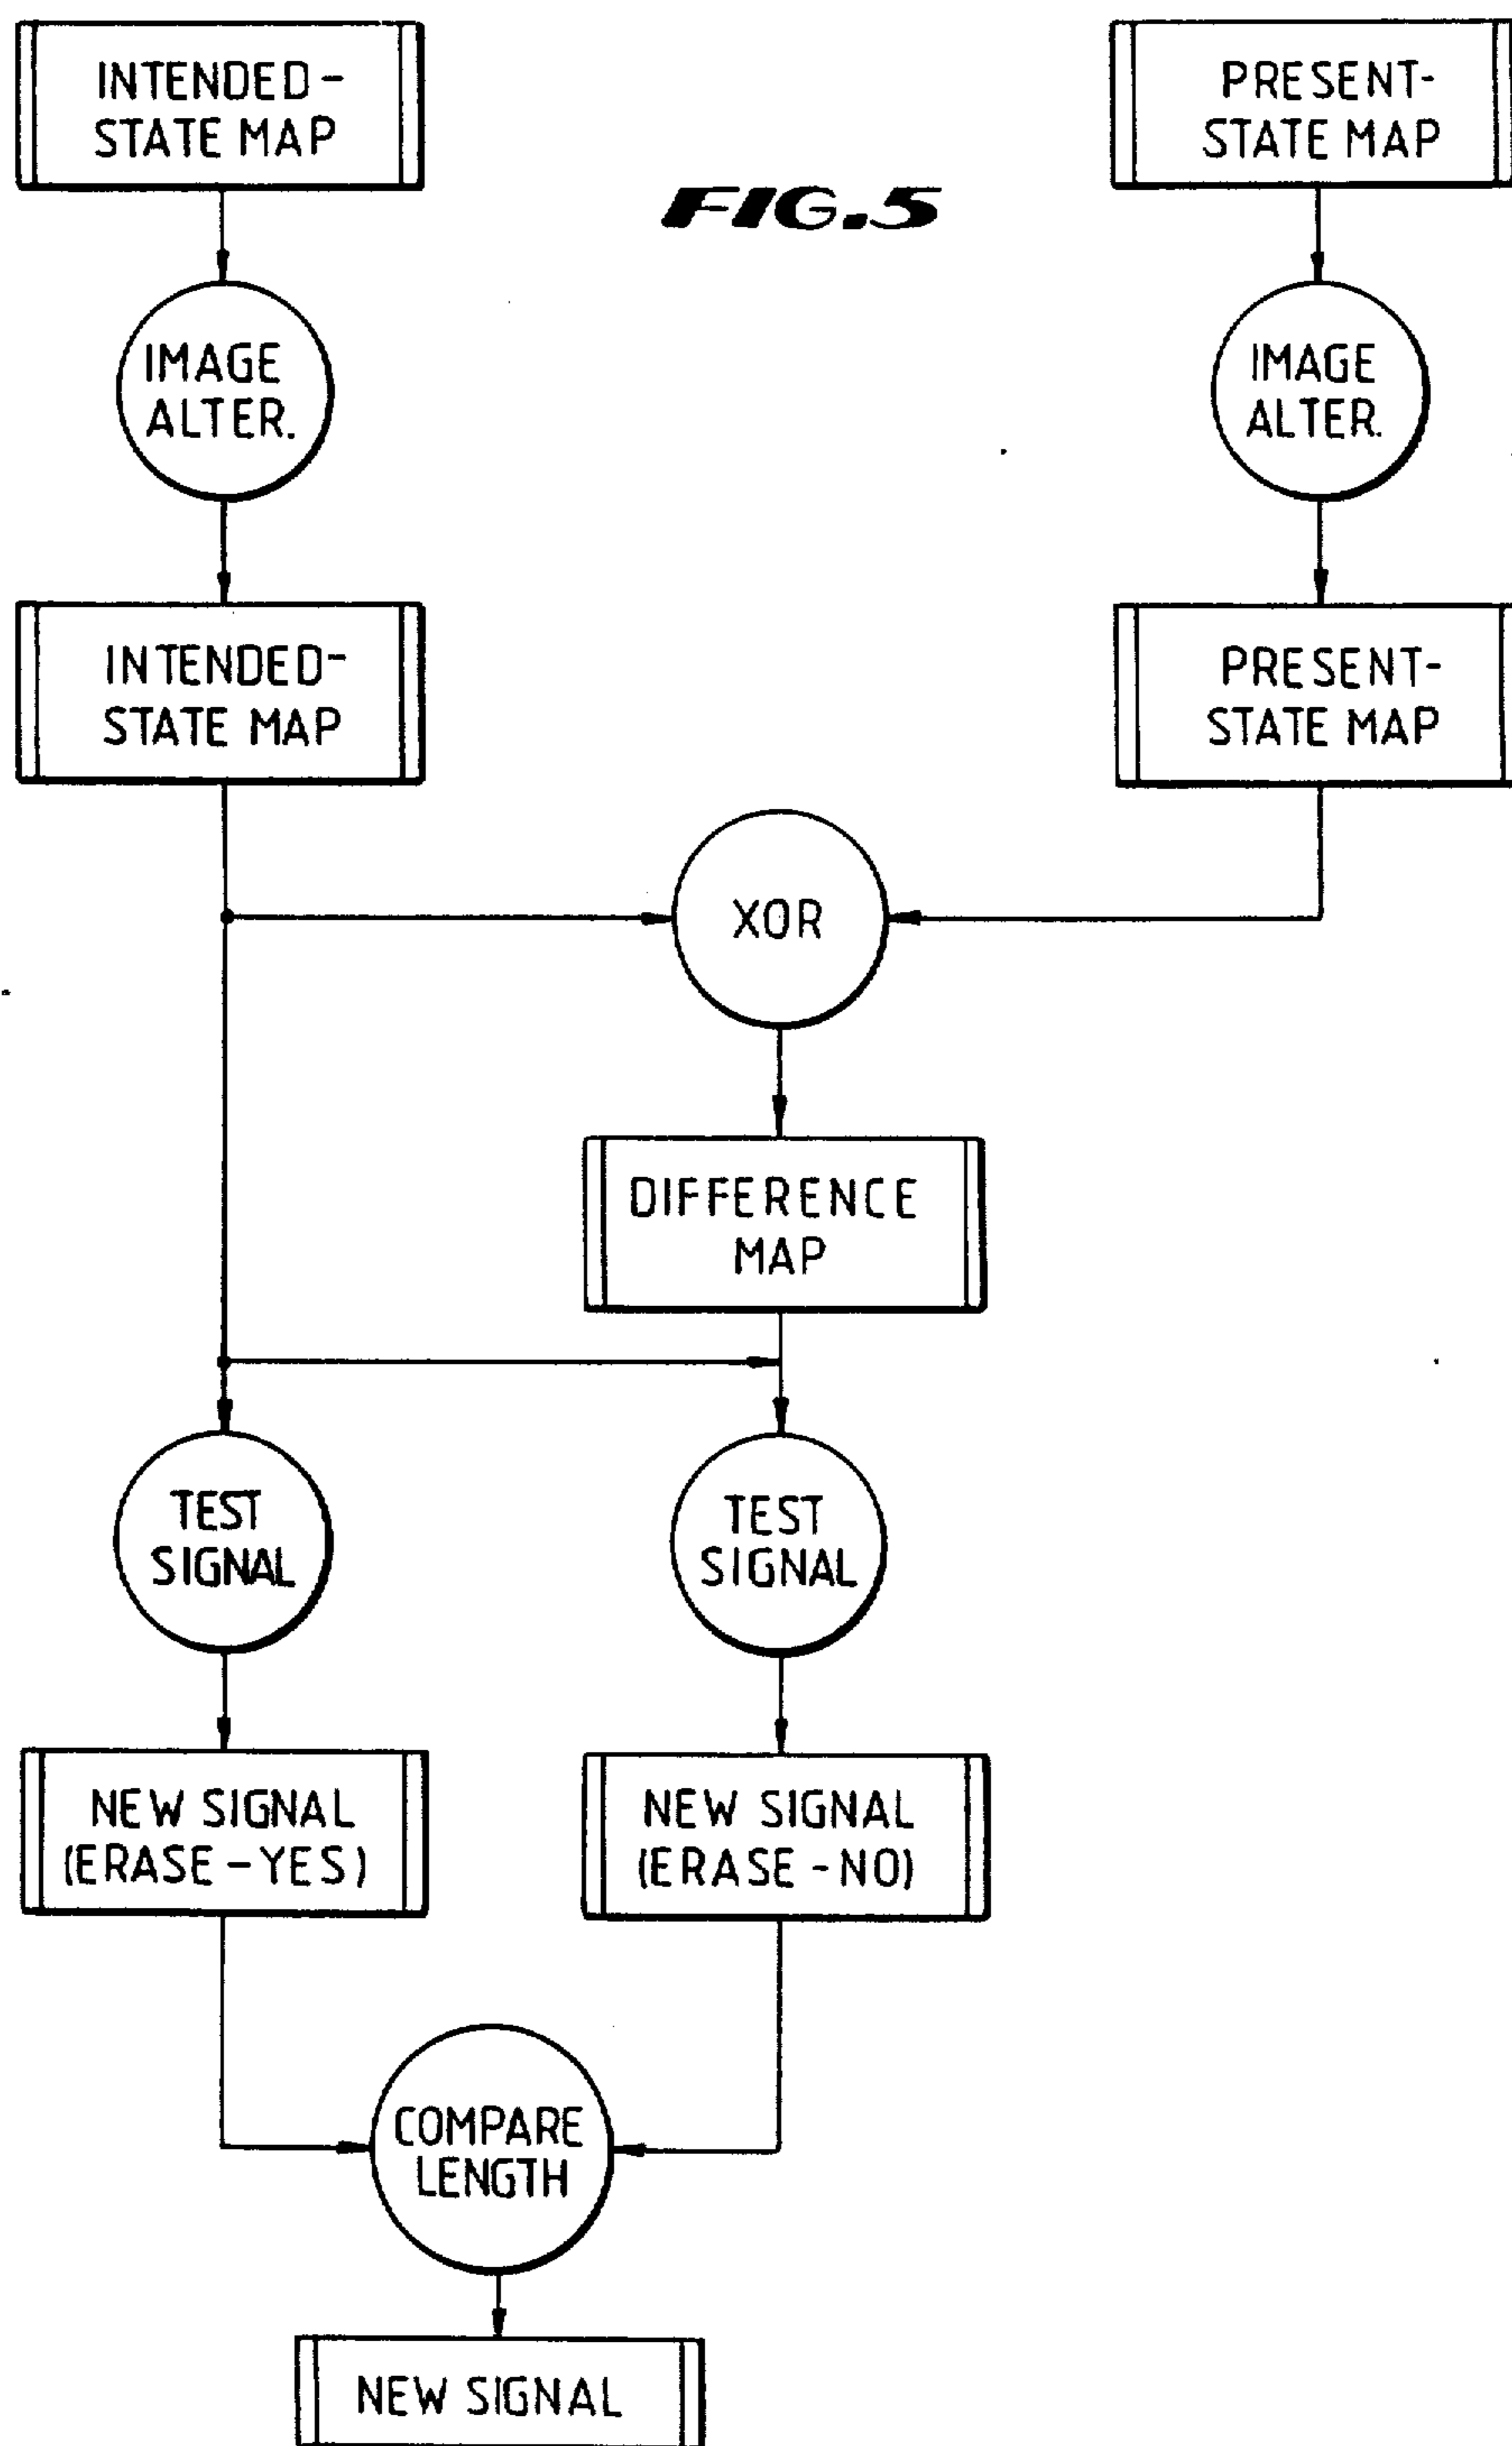 INTENDED-
STATE MAP
PRESENT-
STATE MAP
FIG.5
IMAGE
ALTER.
IMAGE
ALTER.
INTENDED-
STATE MAP
PRESENT-
STATE MAP
XOR
DIFFERENCE
MAP
TEST
SIGNAL
TEST
SIGNAL
NEW SIGNAL
(ERASE-YES)
NEW SIGNAL
(ERASE-NO)
COMPARE
LENGTH
NEW SIGNAL